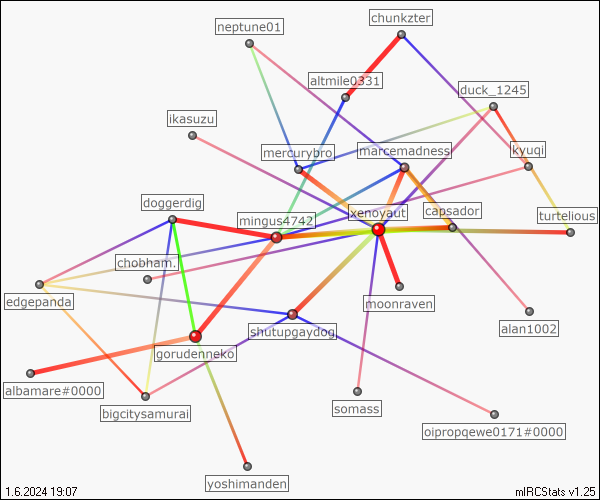 chunkzter
neptune01
altmile0331
duck_1245
ikasuzu
mercurybro
marcemadness
kyuqi
doggerdig
mingus4742
xenoyaut
capsador
turtelious
chobham.
edgepanda
moonraven
shutupgaydog
alan1002
gorudenneko
albamare#0000
bigcitysamurai
somass
oipropqewe0171#0000
yoshimanden
1.6.2024 19:07
mIRCStats v1.25